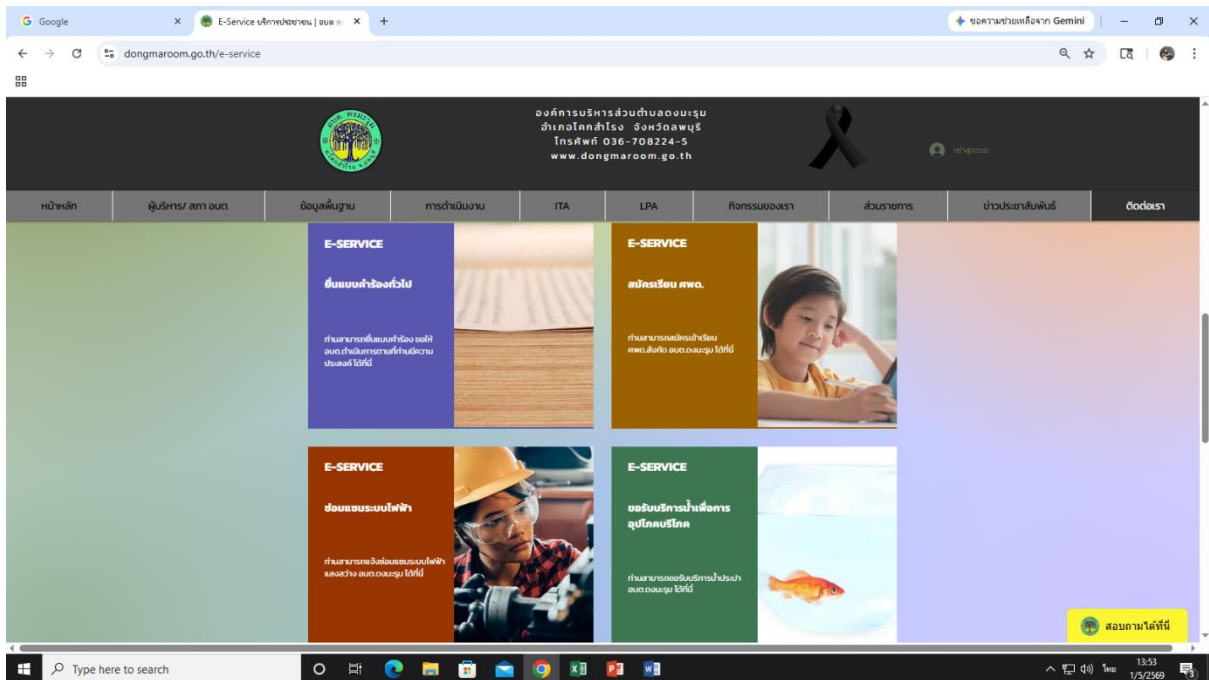 Google
E-Service บริการประชาชน | อบต ด
ขอความช่วยเหลือจาก Gemini
dongmaroom.go.th/e-service
องค์การบริหารส่วนตำบลดงมะรุม
อำเภอโคกสำโรง จังหวัดลพบุรี
โทรศัพท์ 036-708224-5
www.dongmaroom.go.th
เข้าสู่ระบบ
หน้าหลัก ผู้บริหาร/ สภา อบต. ข้อมูลพื้นฐาน การดำเนินงาน ITA LPA กิจกรรมของเรา ส่วนราชการ ข่าวประชาสัมพันธ์ ติดต่อเรา
E-SERVICE
ยื่นแบบคำร้องทั่วไป
ท่านสามารถยื่นแบบคำร้อง ขอให้
อบต.ดำเนินการตามที่ท่านมีความ
ประสงค์ ได้ที่นี่
E-SERVICE
สมัครเรียน ศพด.
ท่านสามารถสมัครเข้าเรียน
ศพด.สังกัด อบต.ดงมะรุม ได้ที่นี่
E-SERVICE
ซ่อมแซมระบบไฟฟ้า
ท่านสามารถแจ้งซ่อมแซมระบบไฟฟ้า
แสงสว่าง อบต.ดงมะรุม ได้ที่นี่
E-SERVICE
ขอรับบริการน้ำเพื่อการ
อุปโภคบริโภค
ท่านสามารถขอรับบริการน้ำประปา
อบต.ดงมะรุม ได้ที่นี่
สอบถามได้ที่นี่
Type here to search
ไทย
13:53
1/5/2569